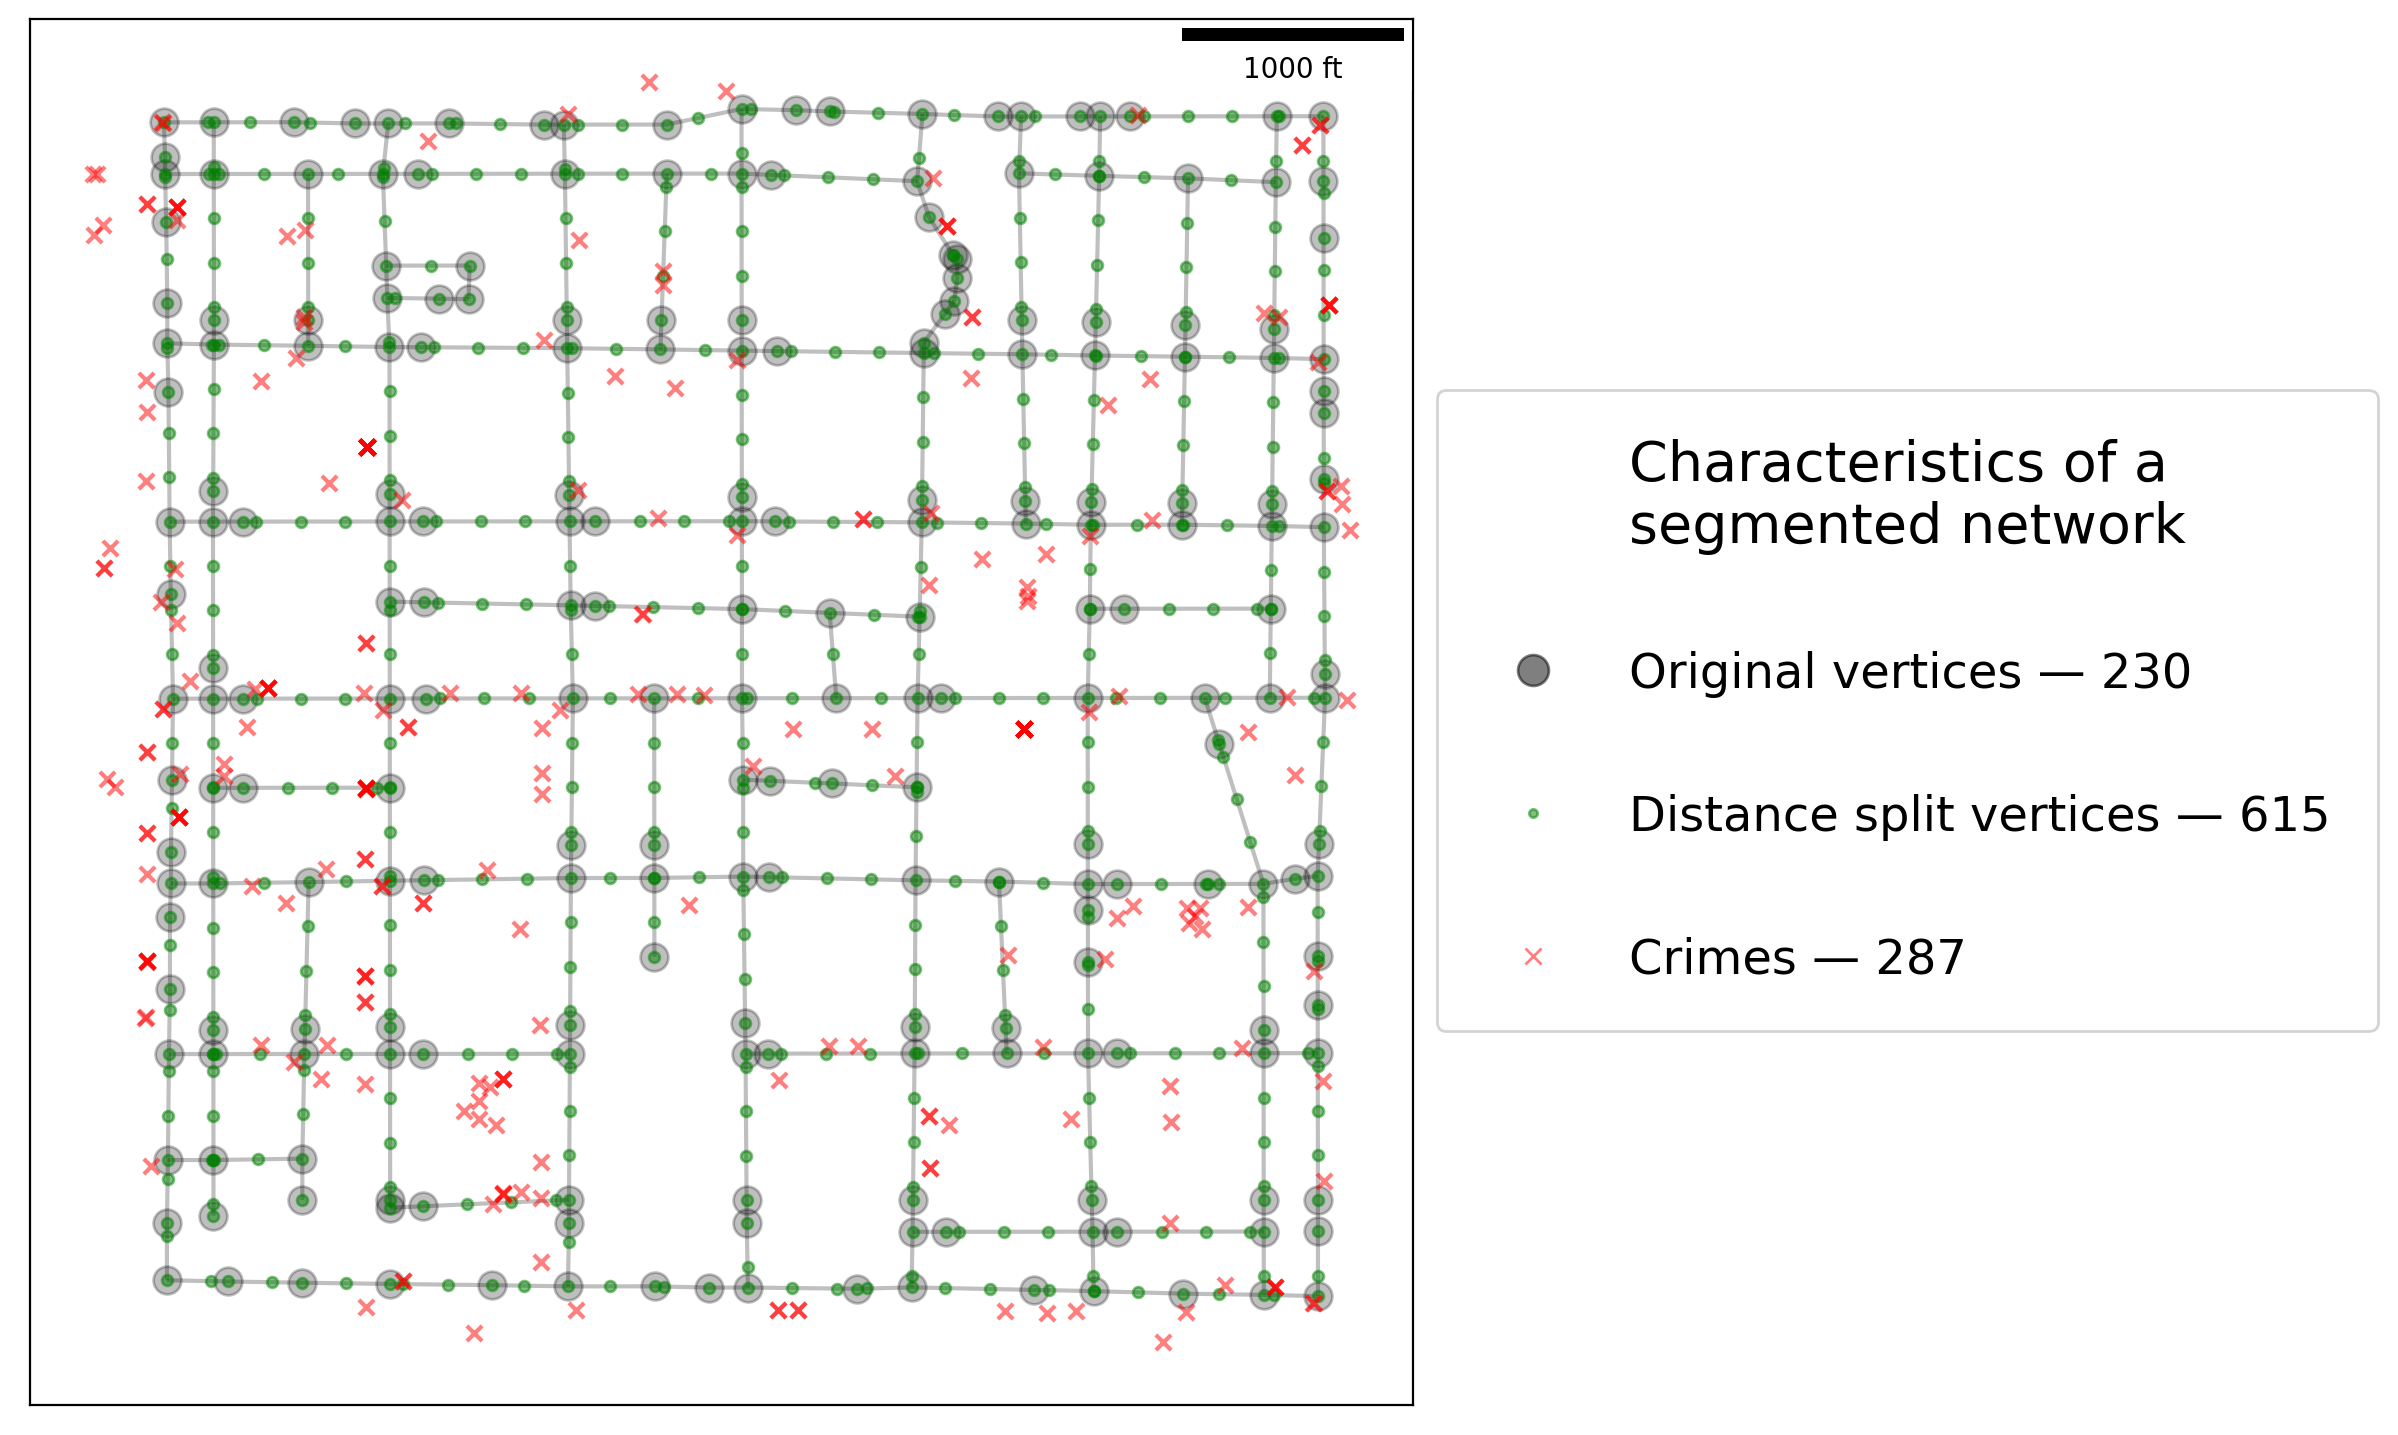 1000 ft
Characteristics of a
segmented network
Original vertices — 230
Distance split vertices — 615
Crimes — 287